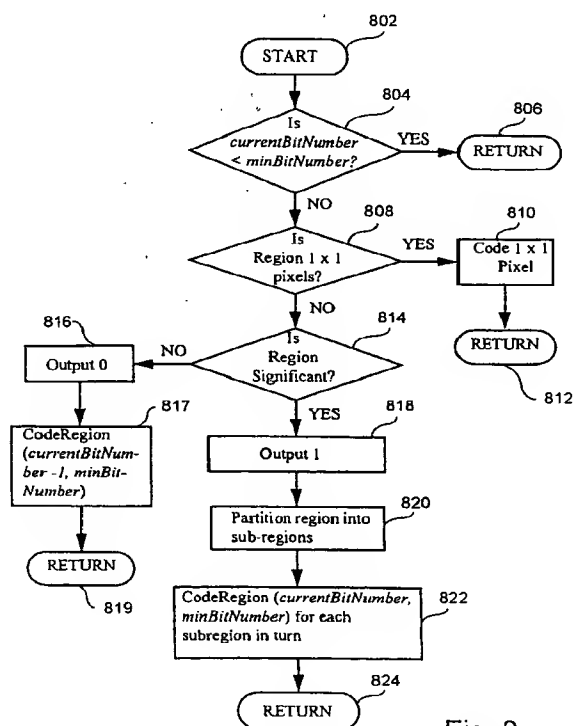 802
START
804
Is
currentBitNumber
< minBitNumber?
YES
806
RETURN
NO
808
Is
Region 1 x 1
pixels?
YES
810
Code 1 x 1
Pixel
NO
RETURN
812
814
Is
Region
Significant?
NO
816
Output 0
817
CodeRegion
(currentBitNum-
ber -1, minBit-
Number)
RETURN
819
YES
818
Output 1
820
Partition region into
sub-regions
CodeRegion (currentBitNumber,
minBitNumber) for each
subregion in turn
822
824
RETURN